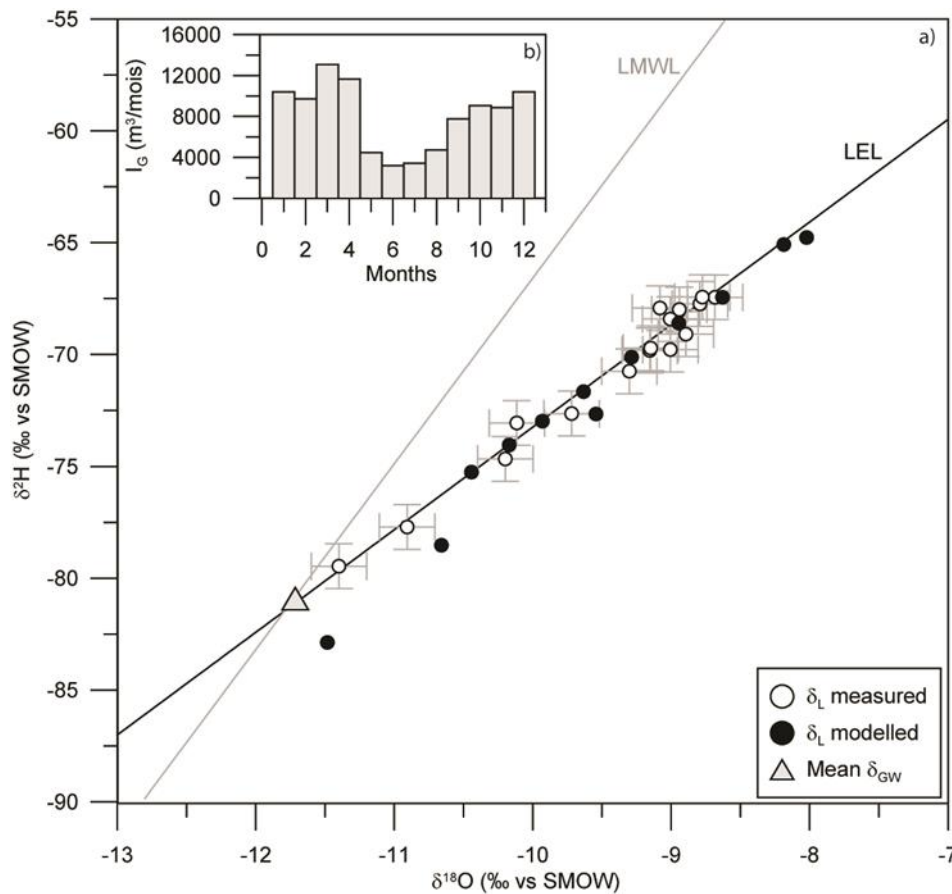 a)
b)
LMWL
LEL
16000
12000
8000
4000
0
I_G (m³/mois)
0 2 4 6 8 10 12
Months
-55
-60
-65
-70
-75
-80
-85
-90
δ²H (‰ vs SMOW)
δ_L measured
δ_L modelled
Mean δ_GW
-13 -12 -11 -10 -9 -8 -7
δ¹⁸O (‰ vs SMOW)